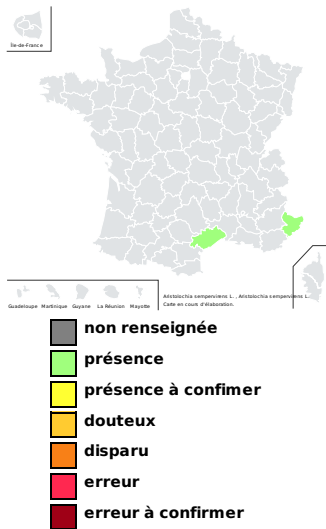 Île-de-France
Guadeloupe Martinique Guyane La Réunion Mayotte
Aristolochia sempervirens L. , Aristolochia sempervirens L.
Carte en cours d'élaboration.
non renseignée
présence
présence à confimer
douteux
disparu
erreur
erreur à confirmer